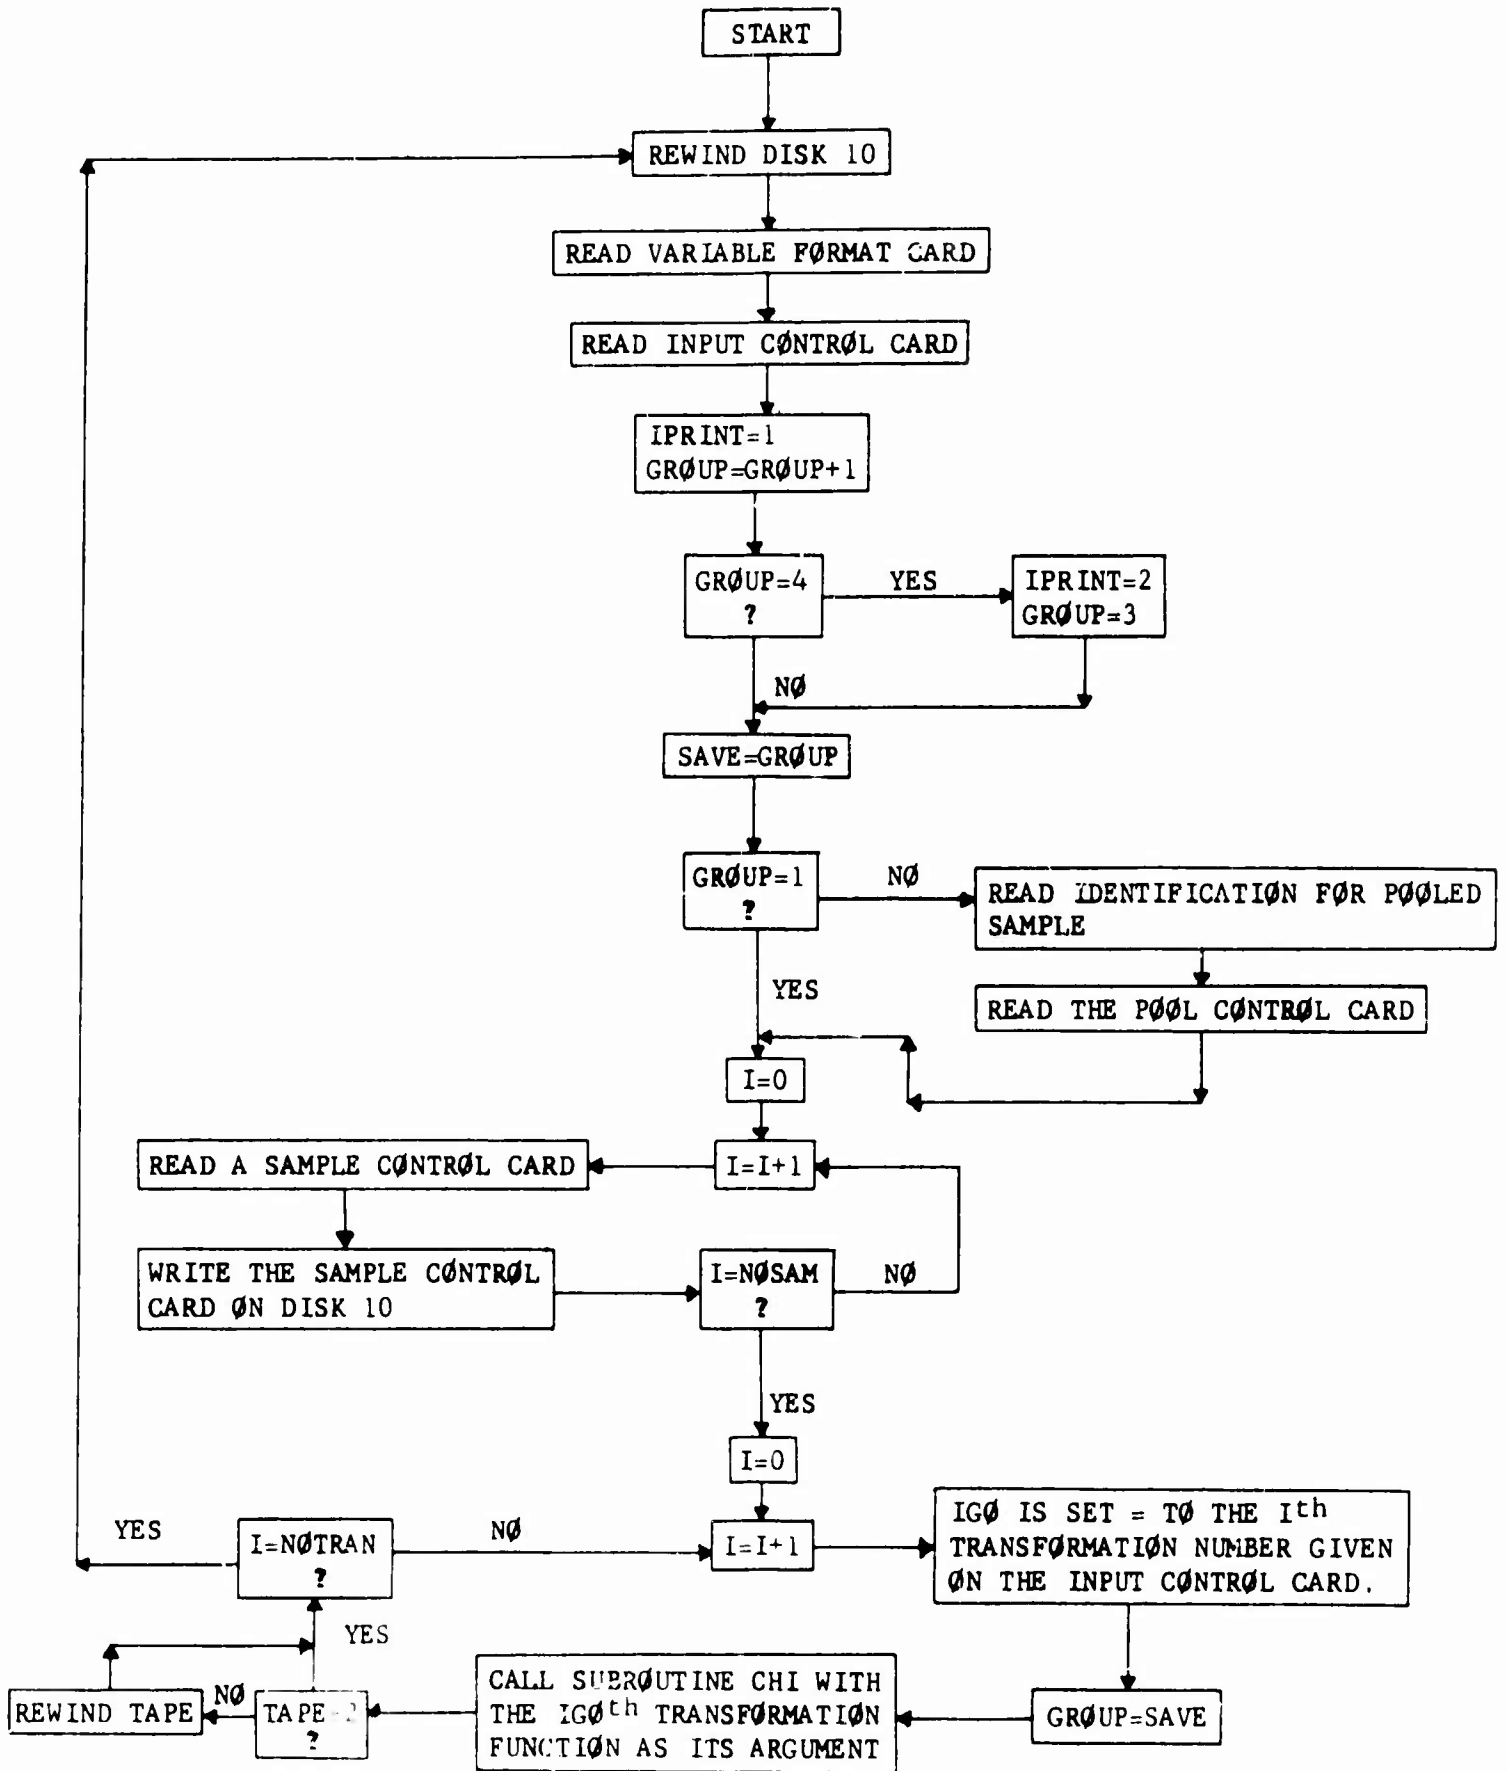 START
REWIND DISK 10
READ VARIABLE FØRMAT CARD
READ INPUT CØNTRØL CARD
IPRINT=1
GRØUP=GRØUP+1
GRØUP=4
?
YES
IPRINT=2
GRØUP=3
NØ
SAVE=GRØUP
GRØUP=1
?
NØ
READ IDENTIFICATIØN FØR PØØLED
SAMPLE
YES
READ THE PØØL CØNTRØL CARD
I=0
READ A SAMPLE CØNTRØL CARD
I=I+1
WRITE THE SAMPLE CØNTRØL
CARD ØN DISK 10
I=NØSAM
?
NØ
YES
I=0
YES
I=NØTRAN
?
NØ
I=I+1
IGØ IS SET = TØ THE Ith
TRANSFØRMATIØN NUMBER GIVEN
ØN THE INPUT CØNTRØL CARD.
YES
REWIND TAPE
NØ
TAPE=2
?
CALL SUBRØUTINE CHI WITH
THE IGØth TRANSFØRMATIØN
FUNCTIØN AS ITS ARGUMENT
GRØUP=SAVE